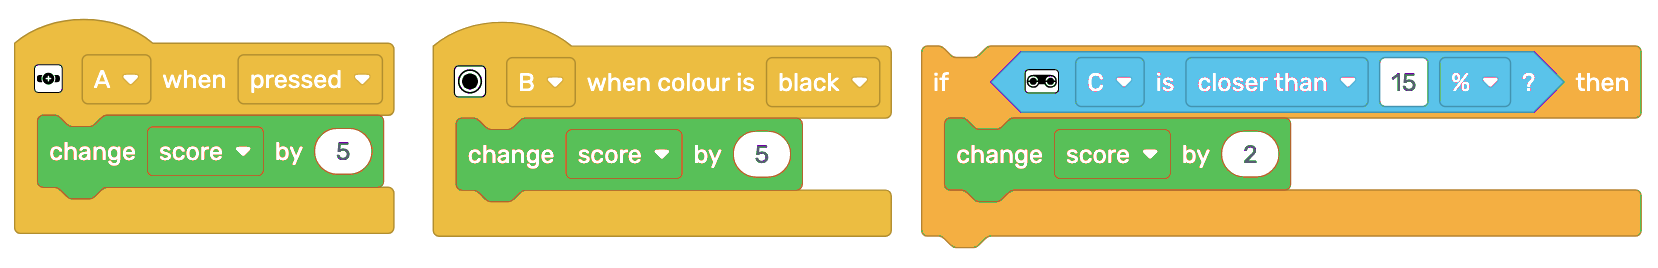 A when pressed
change score by 5
B when colour is black
change score by 5
if C is closer than 15 % ? then
change score by 2